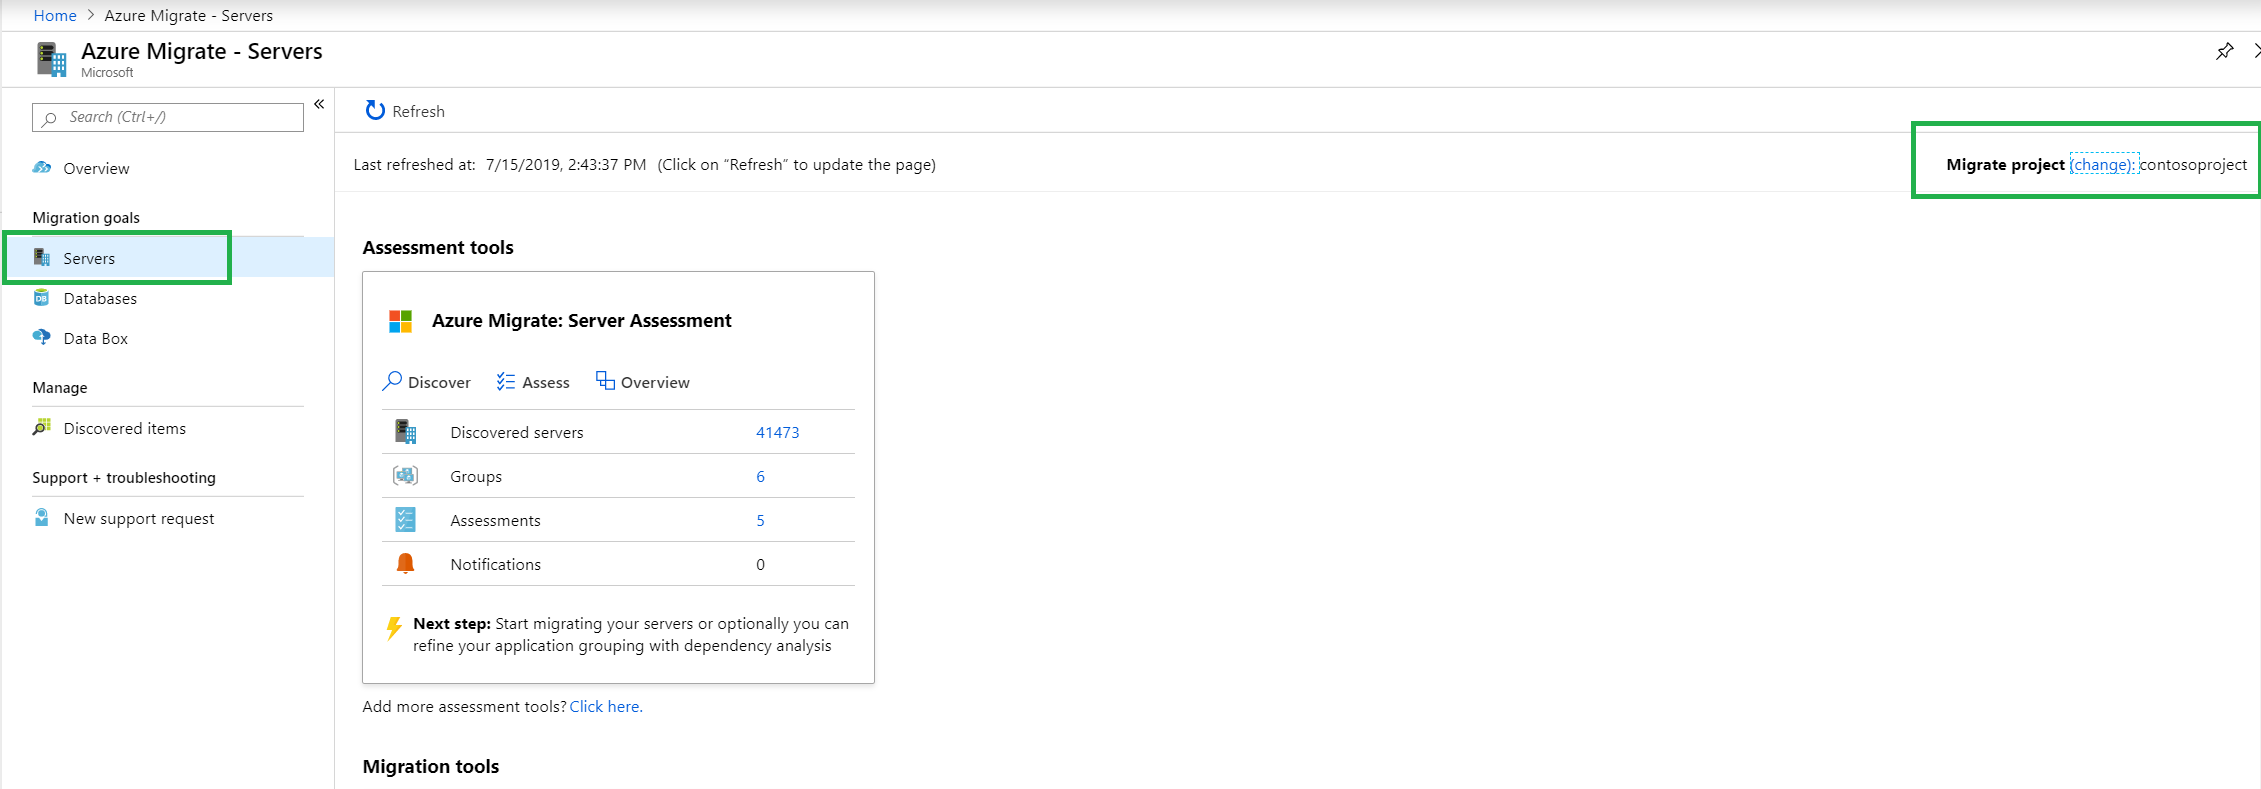 Home > Azure Migrate - Servers
Azure Migrate - Servers
Microsoft
Search (Ctrl+/)
«
Overview
Migration goals
Servers
Databases
DB
Data Box
Manage
Discovered items
Support + troubleshooting
New support request
Refresh
Last refreshed at: 7/15/2019, 2:43:37 PM (Click on “Refresh” to update the page)
Migrate project (change): contosoproject
Assessment tools
Azure Migrate: Server Assessment
Discover Assess Overview
Discovered servers 41473
Groups 6
Assessments 5
Notifications 0
Next step: Start migrating your servers or optionally you can
refine your application grouping with dependency analysis
Add more assessment tools? Click here.
Migration tools